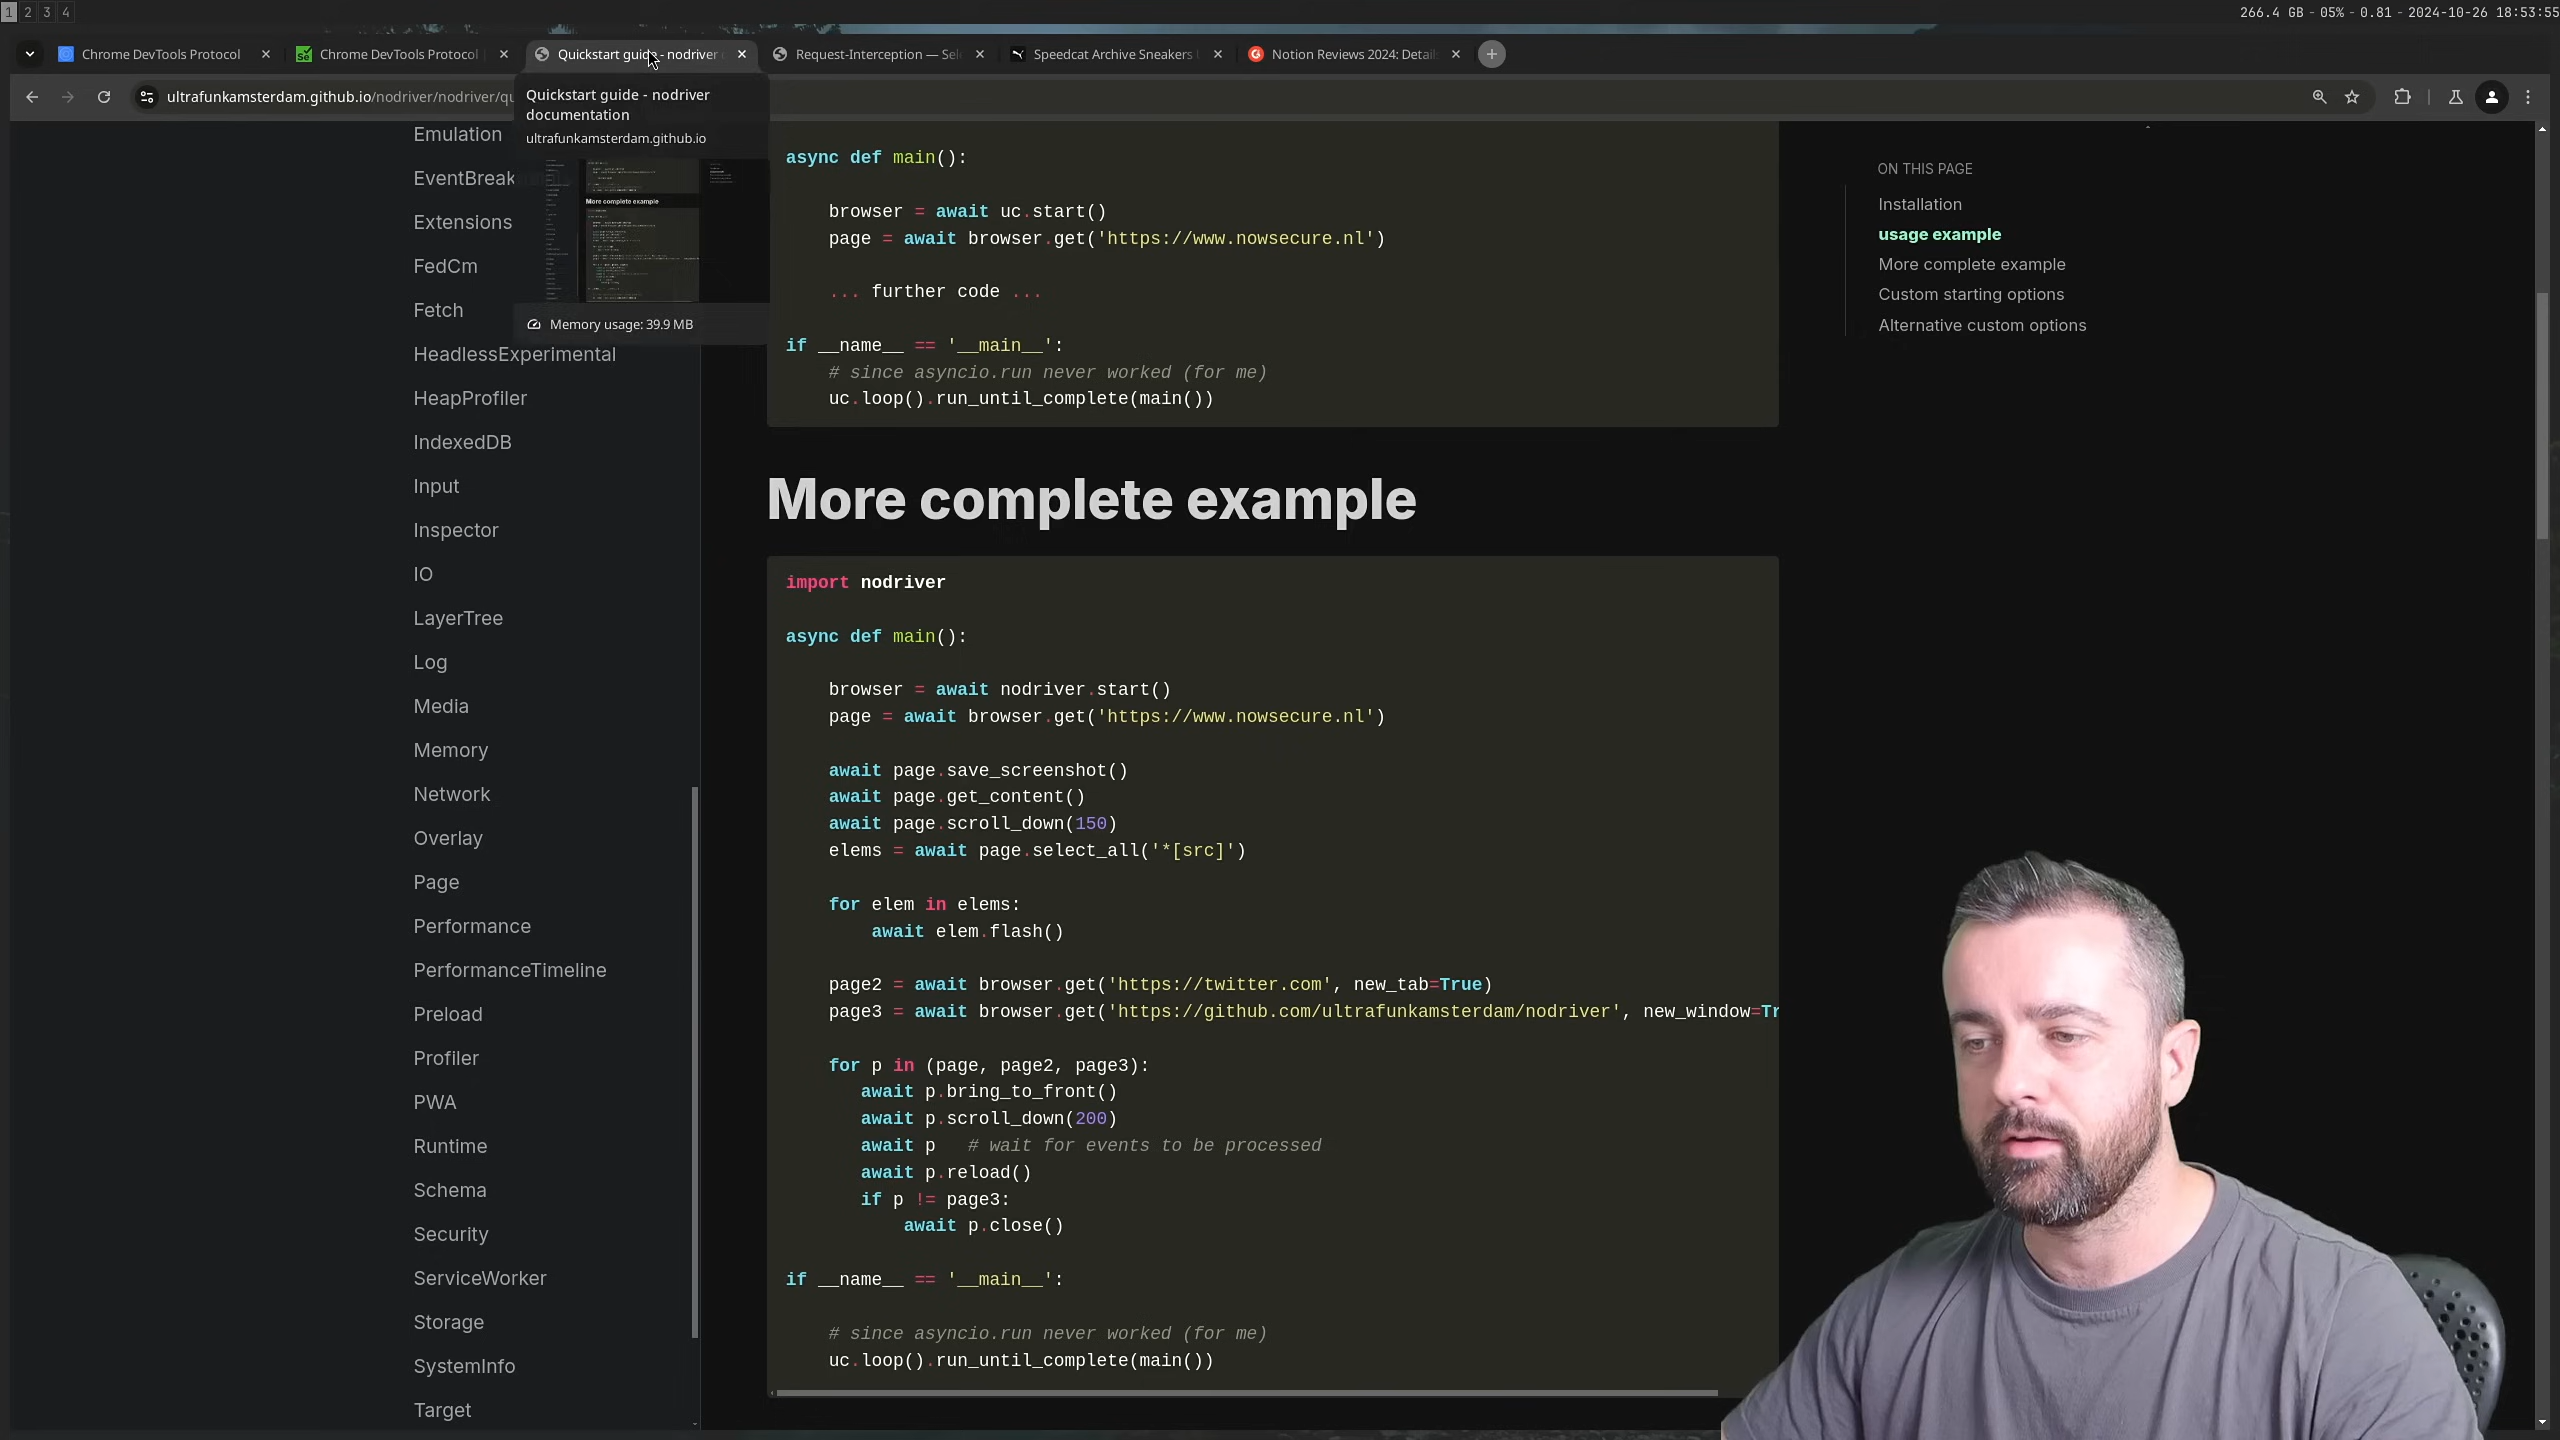 1 2 3 4
266.4 GB - 05% - 0.81 - 2024-10-26 18:53:55
Chrome DevTools Protocol
Chrome DevTools Protocol
Quickstart guide - nodriver
Request-Interception — Sel
Speedcat Archive Sneakers
Notion Reviews 2024: Detail
ultrafunkamsterdam.github.io/nodriver/nodriver/qu
Quickstart guide - nodriver
documentation
ultrafunkamsterdam.github.io
More complete example
Memory usage: 39.9 MB
Emulation
EventBreak
Extensions
FedCm
Fetch
HeadlessExperimental
HeapProfiler
IndexedDB
Input
Inspector
IO
LayerTree
Log
Media
Memory
Network
Overlay
Page
Performance
PerformanceTimeline
Preload
Profiler
PWA
Runtime
Schema
Security
ServiceWorker
Storage
SystemInfo
Target
async def main():
browser = await uc.start()
page = await browser.get('https://www.nowsecure.nl')
... further code ...
if __name__ == '__main__':
# since asyncio.run never worked (for me)
uc.loop().run_until_complete(main())
More complete example
import nodriver
async def main():
browser = await nodriver.start()
page = await browser.get('https://www.nowsecure.nl')
await page.save_screenshot()
await page.get_content()
await page.scroll_down(150)
elems = await page.select_all('*[src]')
for elem in elems:
await elem.flash()
page2 = await browser.get('https://twitter.com', new_tab=True)
page3 = await browser.get('https://github.com/ultrafunkamsterdam/nodriver', new_window=Tr
for p in (page, page2, page3):
await p.bring_to_front()
await p.scroll_down(200)
await p # wait for events to be processed
await p.reload()
if p != page3:
await p.close()
if __name__ == '__main__':
# since asyncio.run never worked (for me)
uc.loop().run_until_complete(main())
ON THIS PAGE
Installation
usage example
More complete example
Custom starting options
Alternative custom options